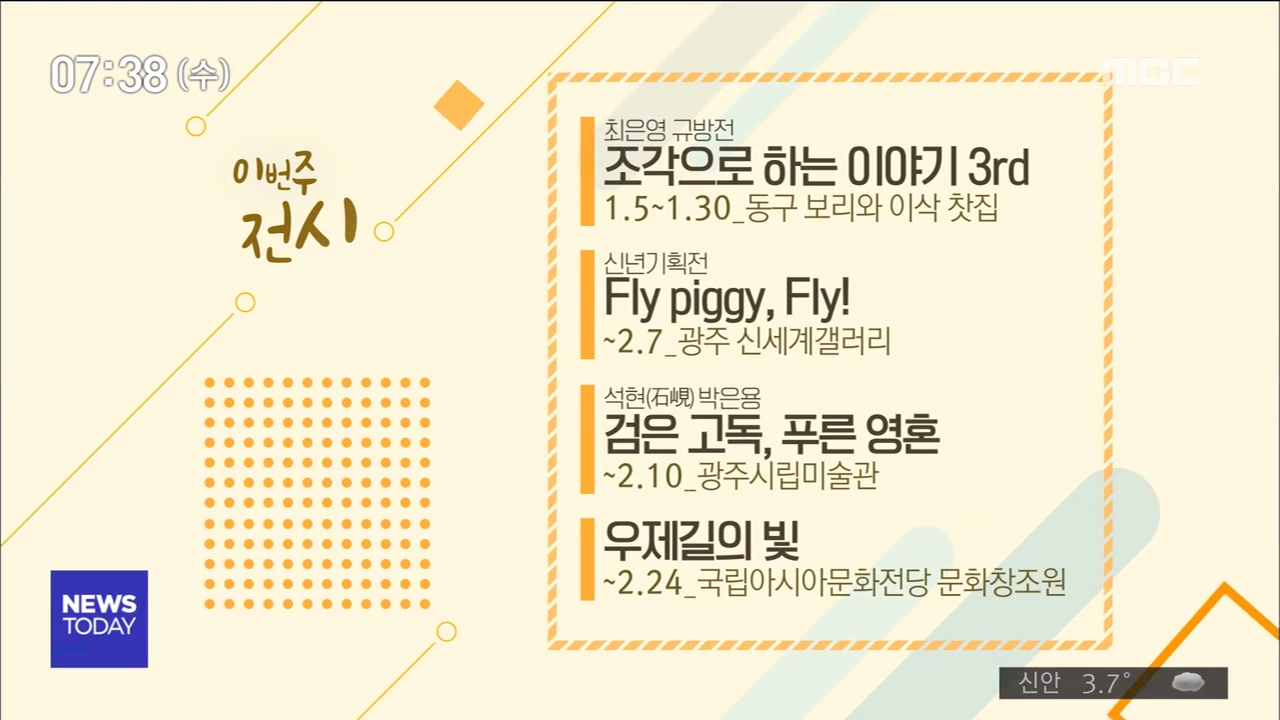 07:38 (수)
MBC
이번주
전시
최은영 규방전
조각으로 하는 이야기 3rd
1.5~1.30_동구 보리와 이삭 찻집
신년기획전
Fly piggy, Fly!
~2.7_광주 신세계갤러리
석현(石峴) 박은용
검은 고독, 푸른 영혼
~2.10_광주시립미술관
우제길의 빛
~2.24_국립아시아문화전당 문화창조원
NEWS
TODAY
신안 3.7°